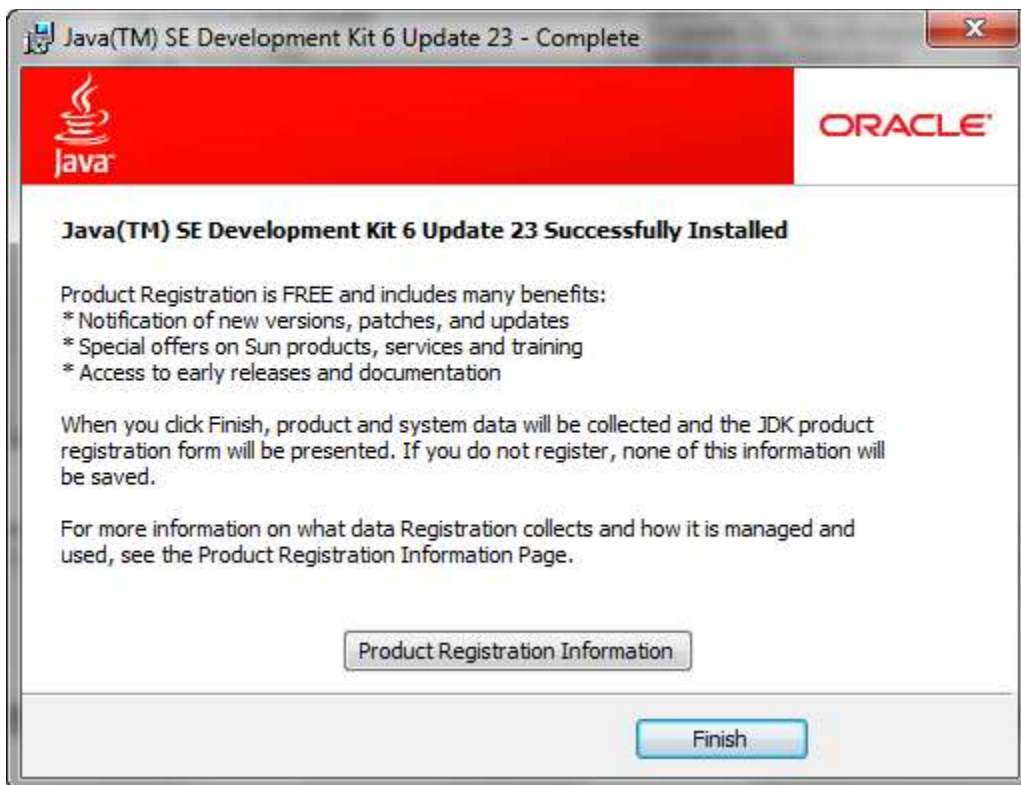 Java(TM) SE Development Kit 6 Update 23 - Complete
Java
ORACLE
Java(TM) SE Development Kit 6 Update 23 Successfully Installed
Product Registration is FREE and includes many benefits:
* Notification of new versions, patches, and updates
* Special offers on Sun products, services and training
* Access to early releases and documentation
When you click Finish, product and system data will be collected and the JDK product
registration form will be presented. If you do not register, none of this information will
be saved.
For more information on what data Registration collects and how it is managed and
used, see the Product Registration Information Page.
Product Registration Information
Finish